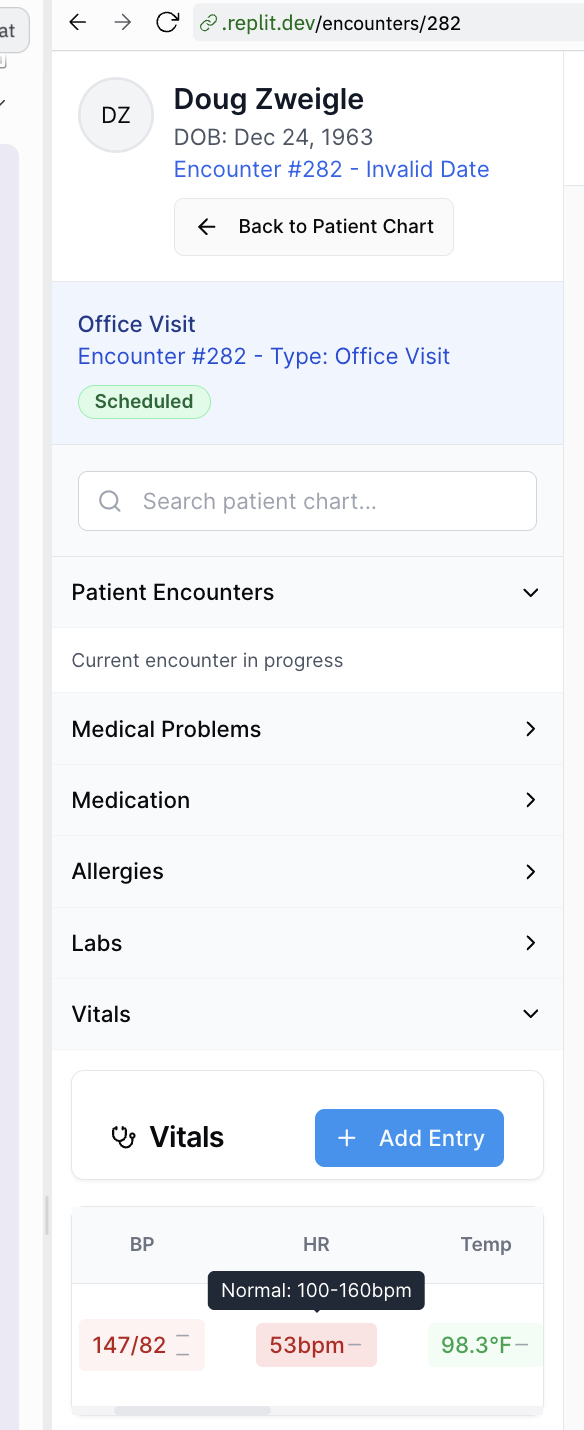 at
.replit.dev/encounters/282
DZ
Doug Zweigle
DOB: Dec 24, 1963
Encounter #282 - Invalid Date
Back to Patient Chart
Office Visit
Encounter #282 - Type: Office Visit
Scheduled
Search patient chart...
Patient Encounters
Current encounter in progress
Medical Problems
Medication
Allergies
Labs
Vitals
Vitals
Add Entry
BP HR Temp
Normal: 100-160bpm
147/82 53bpm 98.3°F